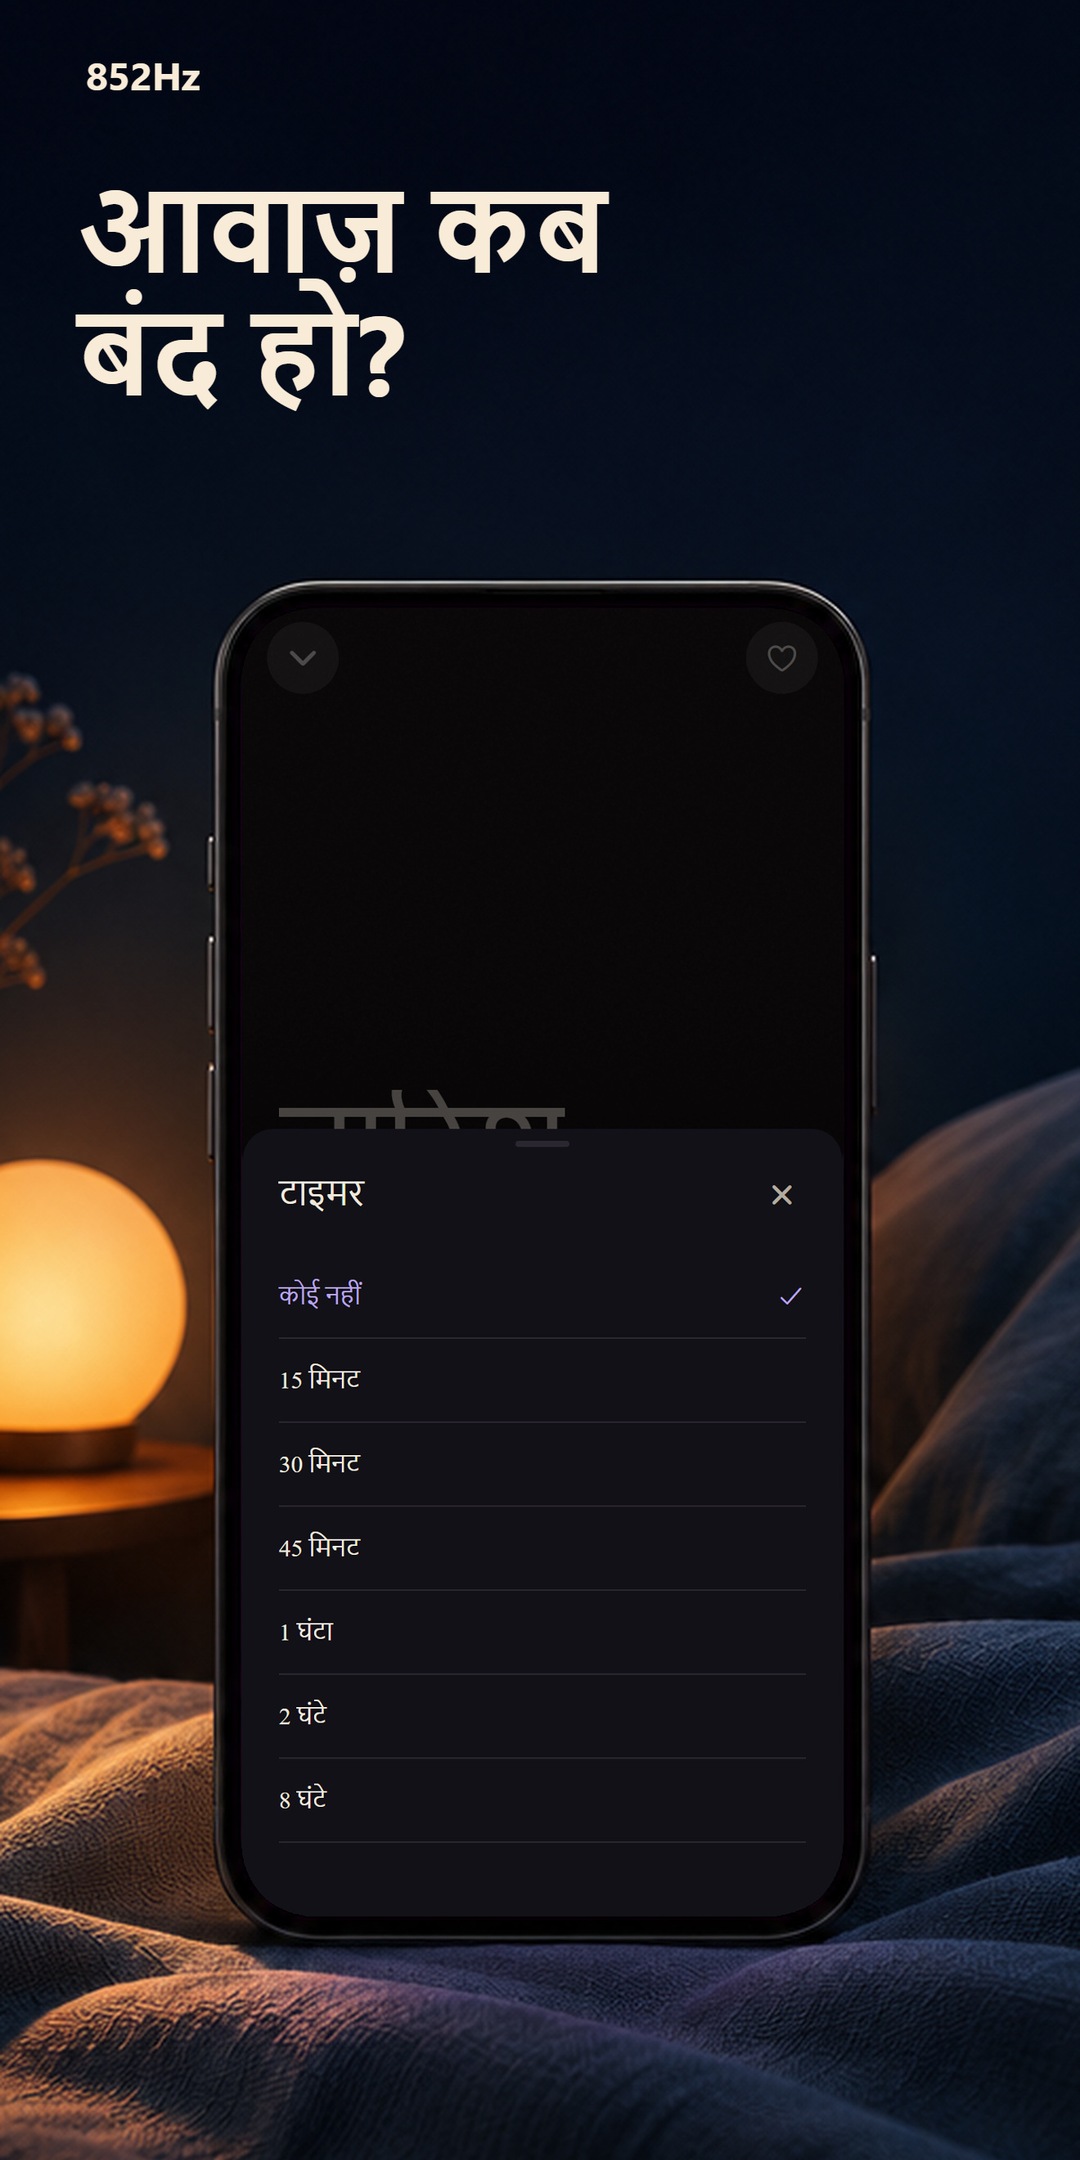 852Hz
आवाज़ कब
बंद हो?
टाइमर
कोई नहीं
15 मिनट
30 मिनट
45 मिनट
1 घंटा
2 घंटे
8 घंटे